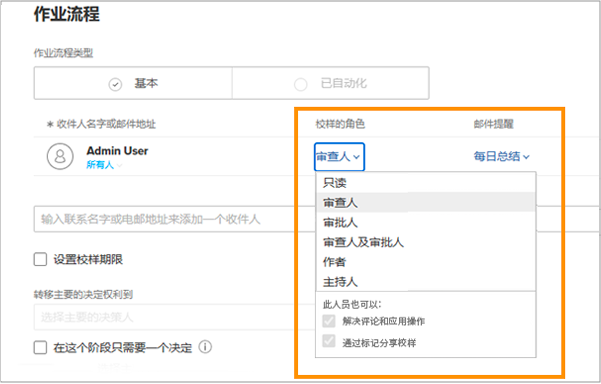 作业流程
作业流程类型
基本
已自动化
* 收件人名字或邮件地址
校样的角色
邮件提醒
Admin User
所有人
审查人
每日总结
只读
审查人
审批人
审查人及审批人
作者
主持人
此人员也可以：
解决评论和应用操作
通过标记分享校样
输入联系名字或电邮地址来添加一个收件人
设置校样期限
转移主要的决定权利到
选择主要的决策人
在这个阶段只需要一个决定